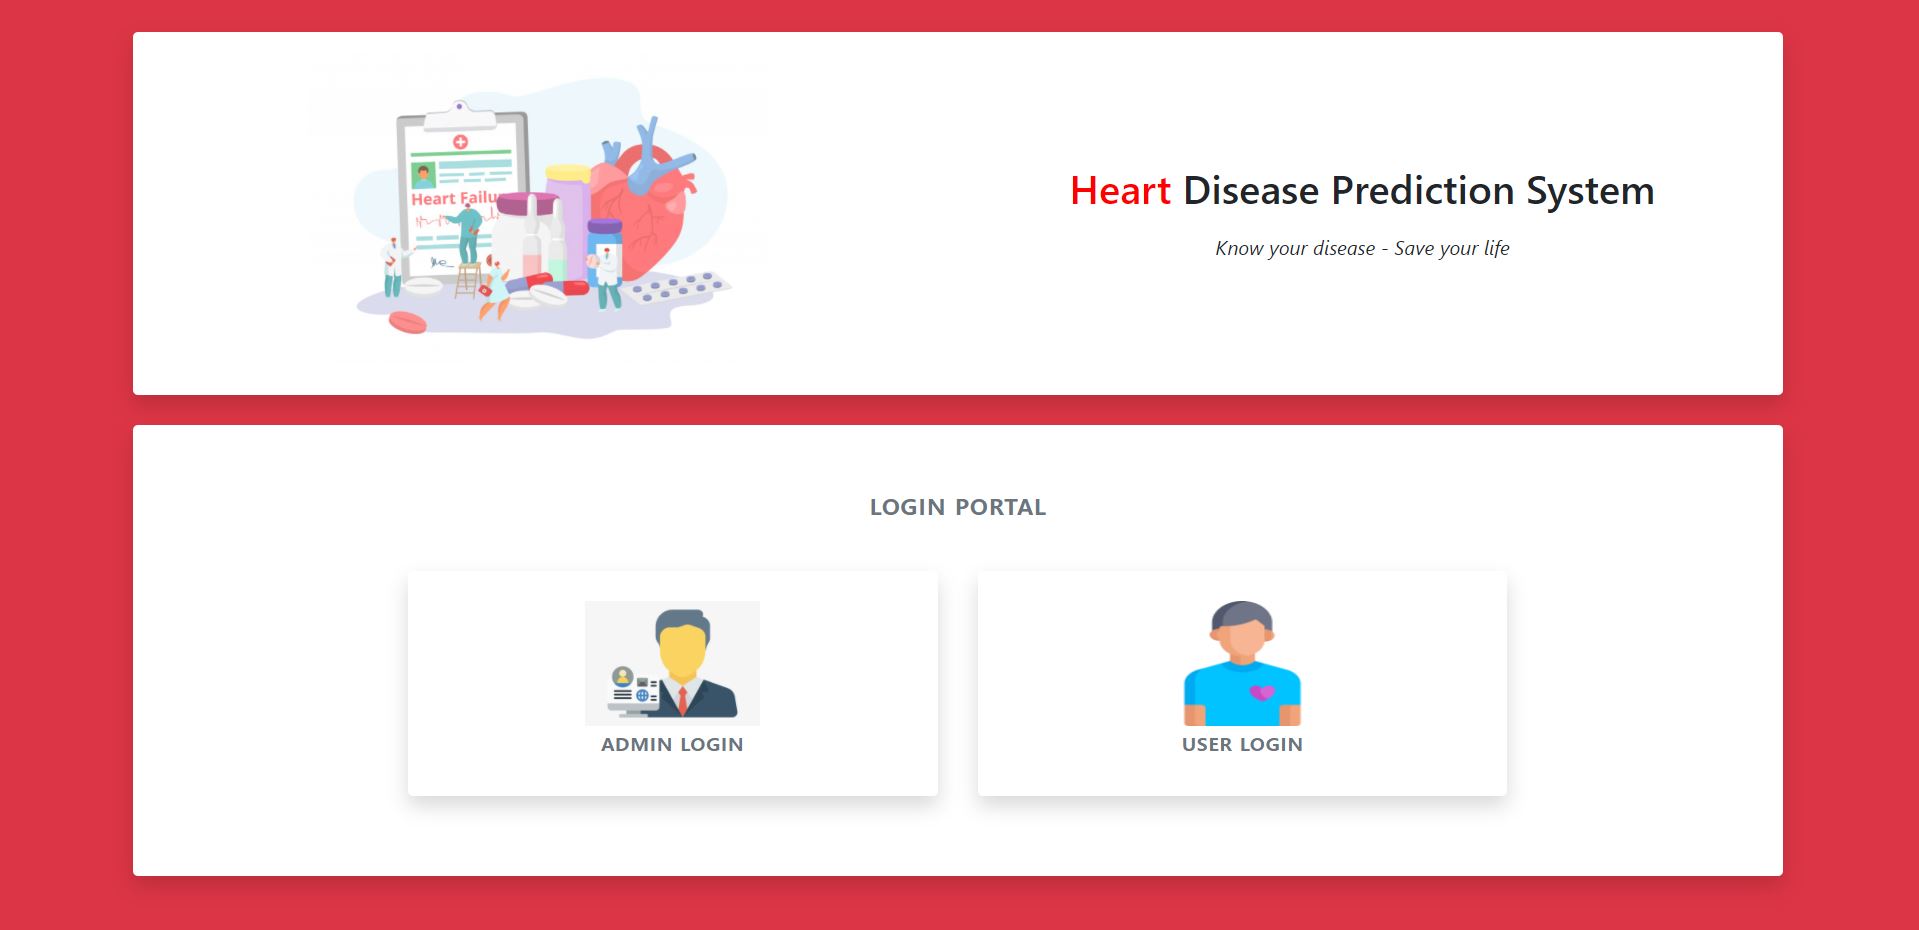 Heart Failu
Heart Disease Prediction System
Know your disease - Save your life
LOGIN PORTAL
ADMIN LOGIN
USER LOGIN